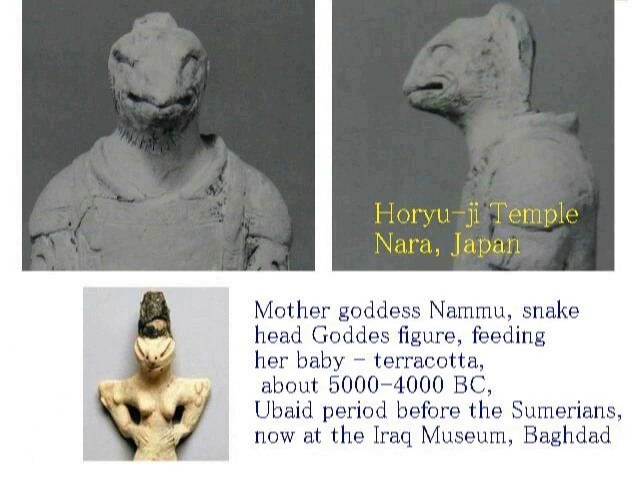 Horyu-ji Temple
Nara, Japan
Mother goddess Nammu, snake
head Goddes figure, feeding
her baby - terracotta,
about 5000-4000 BC,
Ubaid period before the Sumerians,
now at the Iraq Museum, Baghdad